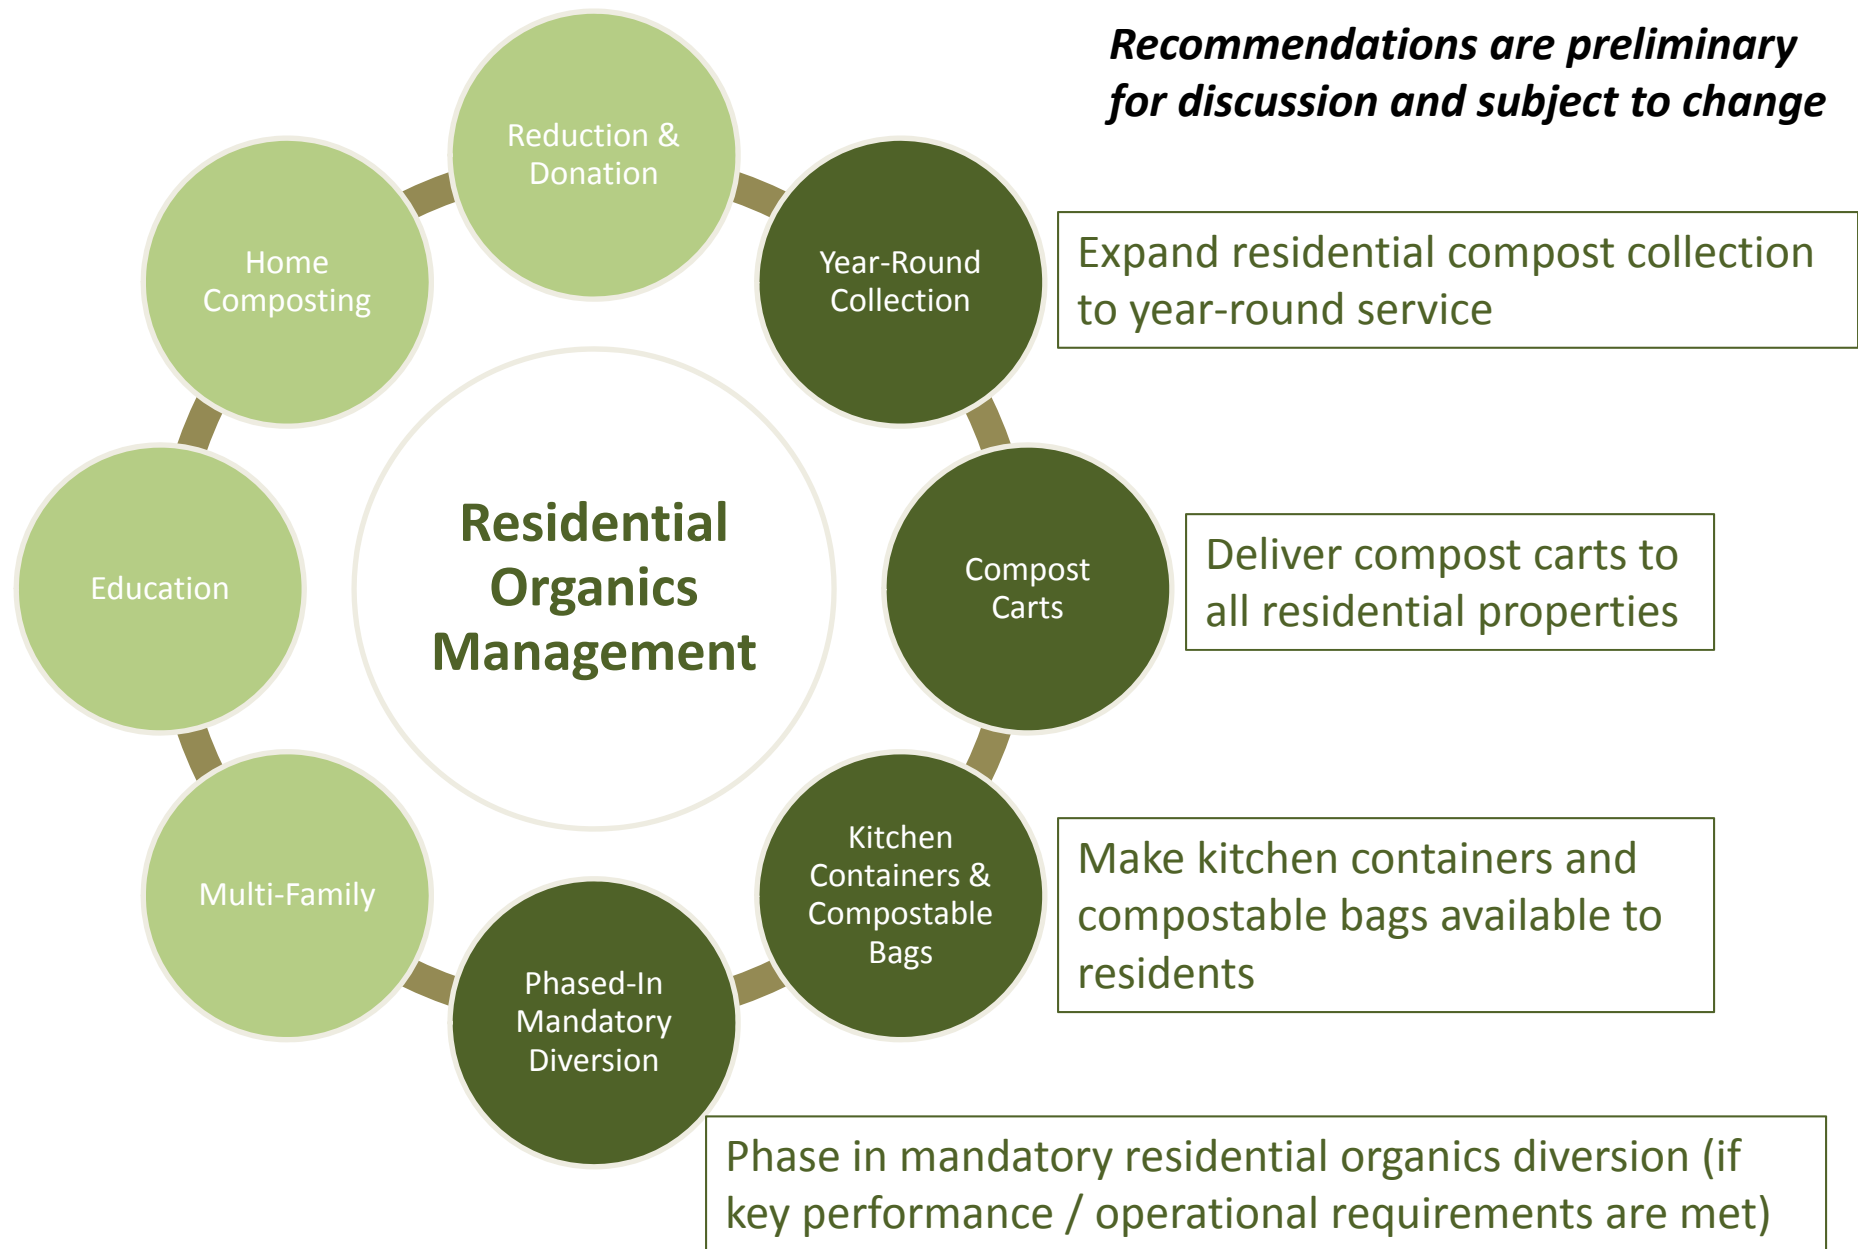 Recommendations are preliminary
for discussion and subject to change
Reduction &
Donation
Home
Composting
Year-Round
Collection
Expand residential compost collection
to year-round service
Education
Residential
Organics
Management
Compost
Carts
Deliver compost carts to
all residential properties
Multi-Family
Kitchen
Containers &
Compostable
Bags
Make kitchen containers and
compostable bags available to
residents
Phased-In
Mandatory
Diversion
Phase in mandatory residential organics diversion (if
key performance / operational requirements are met)